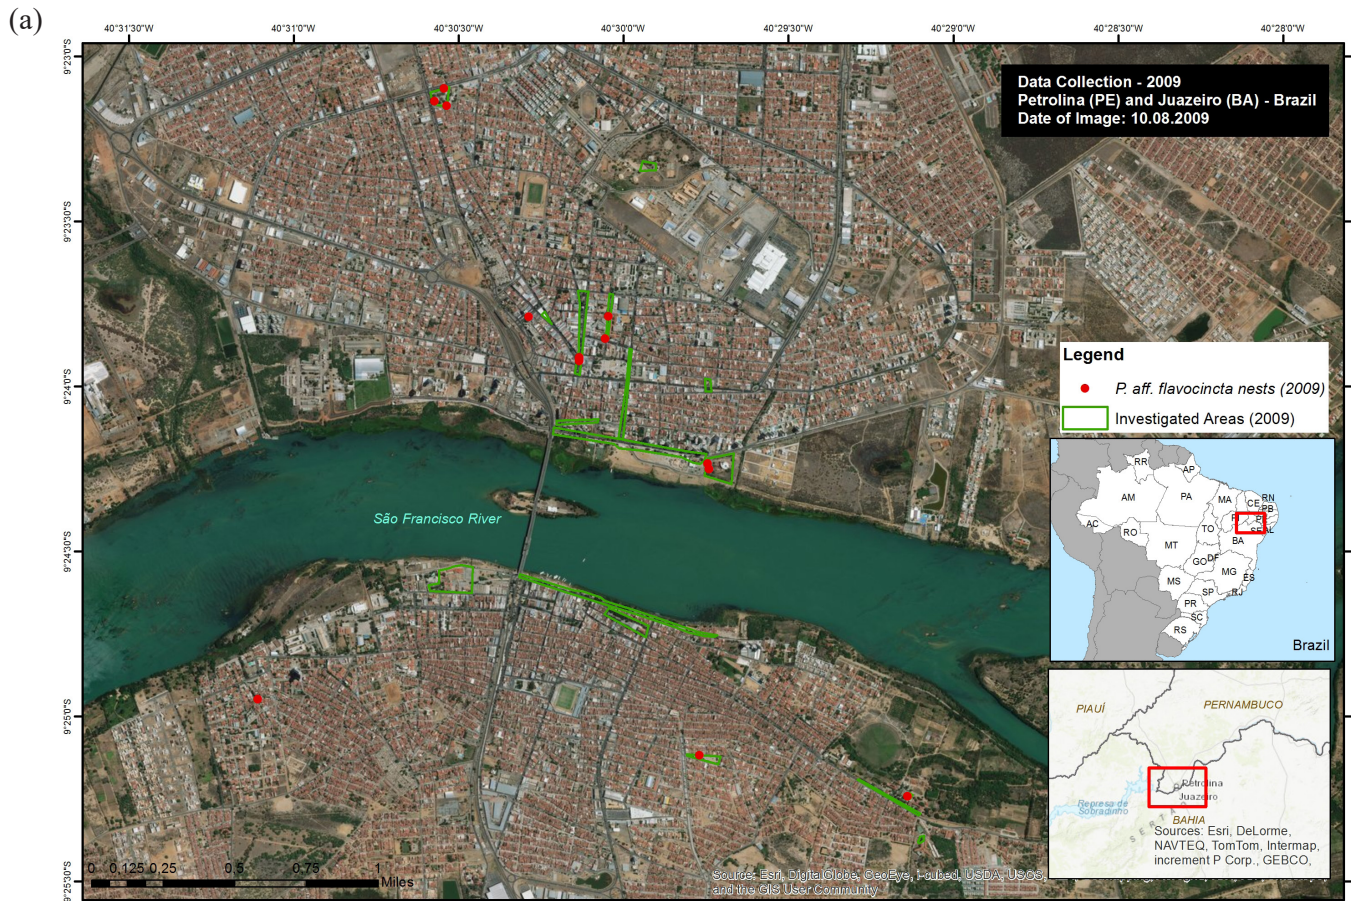 (a)
40°31'30"W 40°31'0"W 40°30'30"W 40°30'0"W 40°29'30"W 40°29'0"W 40°28'30"W 40°28'0"W
9°23'0"S
9°23'30"S
9°24'0"S
9°24'30"S
9°25'0"S
9°25'30"S
Data Collection - 2009
Petrolina (PE) and Juazeiro (BA) - Brazil
Date of Image: 10.08.2009
Legend
P. aff. flavocincta nests (2009)
Investigated Areas (2009)
São Francisco River
RR
AP
AM
PA
MA
CE
RN
PB
AC
RO
TO
SE
AL
MT
BA
GO
DF
MG
ES
MS
SP
RJ
PR
SC
RS
Brazil
PIAUÍ
PERNAMBUCO
Petrolina
Juazeiro
Represa de
Sobradinho
BAHIA
SERTÃO
Sources: Esri, DeLorme,
NAVTEQ, TomTom, Intermap,
increment P Corp., GEBCO,
0 0,125 0,25 0,5 0,75 1
Miles
Source: Esri, DigitalGlobe, GeoEye, i-cubed, USDA, USGS,
and the GIS User Community